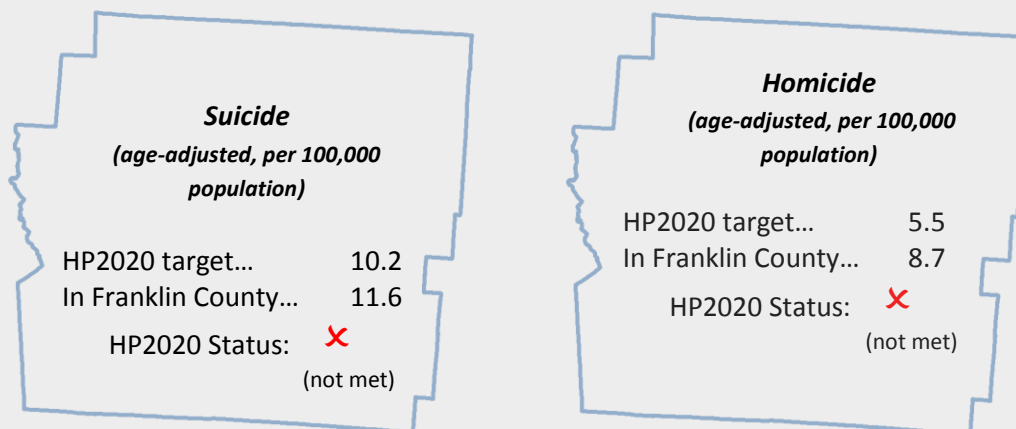 Suicide
(age-adjusted, per 100,000
population)
HP2020 target... 10.2
In Franklin County... 11.6
HP2020 Status: ✗
(not met)
Homicide
(age-adjusted, per 100,000
population)
HP2020 target... 5.5
In Franklin County... 8.7
HP2020 Status: ✗
(not met)